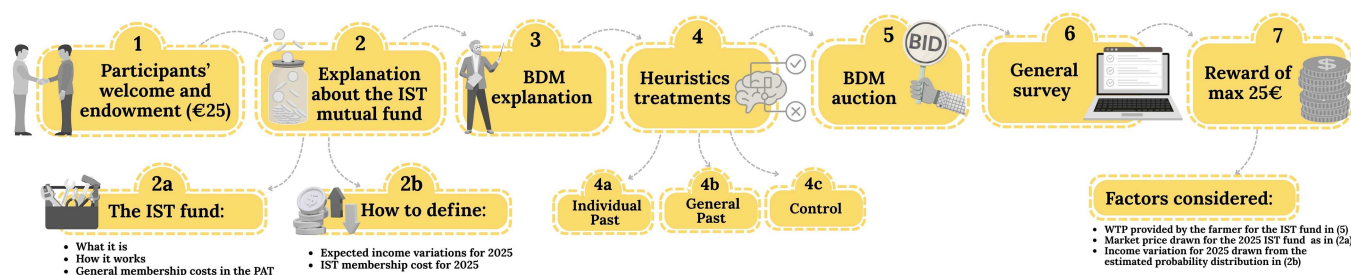 1
Participants'
welcome and
endowment (€25)
2
Explanation
about the IST
mutual fund
3
BDM
explanation
4
Heuristics
treatments
5
BDM
auction
BID
6
General
survey
7
Reward of
max 25€
$
2a
The IST fund:
• What it is
• How it works
• General membership costs in the PAT
2b
$
How to define:
• Expected income variations for 2025
• IST membership cost for 2025
4a
Individual
Past
4b
General
Past
4c
Control
Factors considered:
• WTP provided by the farmer for the IST fund in (5)
• Market price drawn for the 2025 IST fund as in (2a)
• Income variation for 2025 drawn from the
estimated probability distribution in (2b)